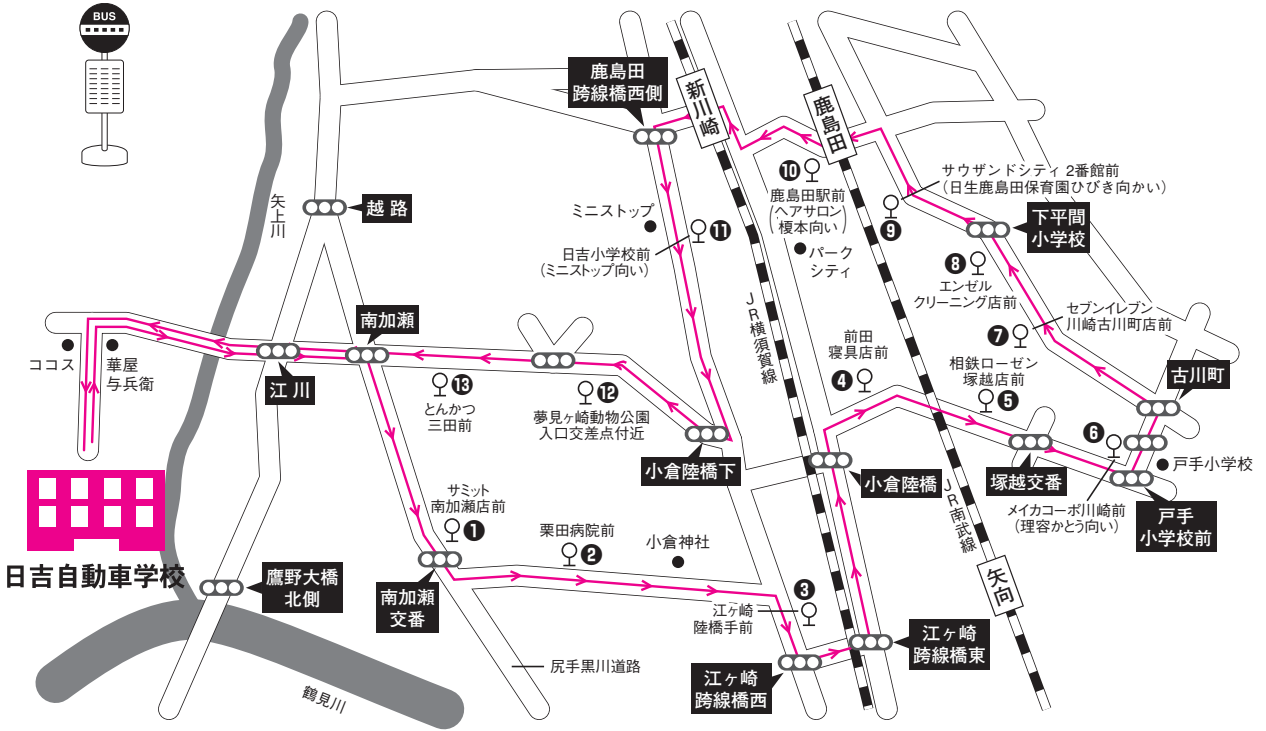 BUS
鹿島田
跨線橋西側
新川崎
鹿島田
矢上川
越路
ミニストップ
⑪
日吉小学校前
(ミニストップ向い)
⑩
鹿島田駅前
(ヘアサロン
榎本向い)
パーク
シティ
サウザンドシティ 2番館前
(日生鹿島田保育園ひびき向かい)
⑨
下平間
小学校
⑧
エンゼル
クリーニング店前
⑦
セブンイレブン
川崎古川町店前
JR横須賀線
南加瀬
ココス
華屋
与兵衛
江川
⑬
とんかつ
三田前
⑫
夢見ヶ崎動物公園
入口交差点付近
小倉陸橋下
前田
寝具店前
④
相鉄ローゼン
塚越店前
⑤
古川町
⑥
戸手小学校
小倉陸橋
塚越交番
メイカコーポ川崎前
(理容かとう向い)
戸手
小学校前
JR南武線
矢向
サミット
南加瀬店前
①
栗田病院前
②
小倉神社
日吉自動車学校
鷹野大橋
北側
南加瀬
交番
③
江ヶ崎
陸橋手前
江ヶ崎
跨線橋東
江ヶ崎
跨線橋西
尻手黒川道路
鶴見川